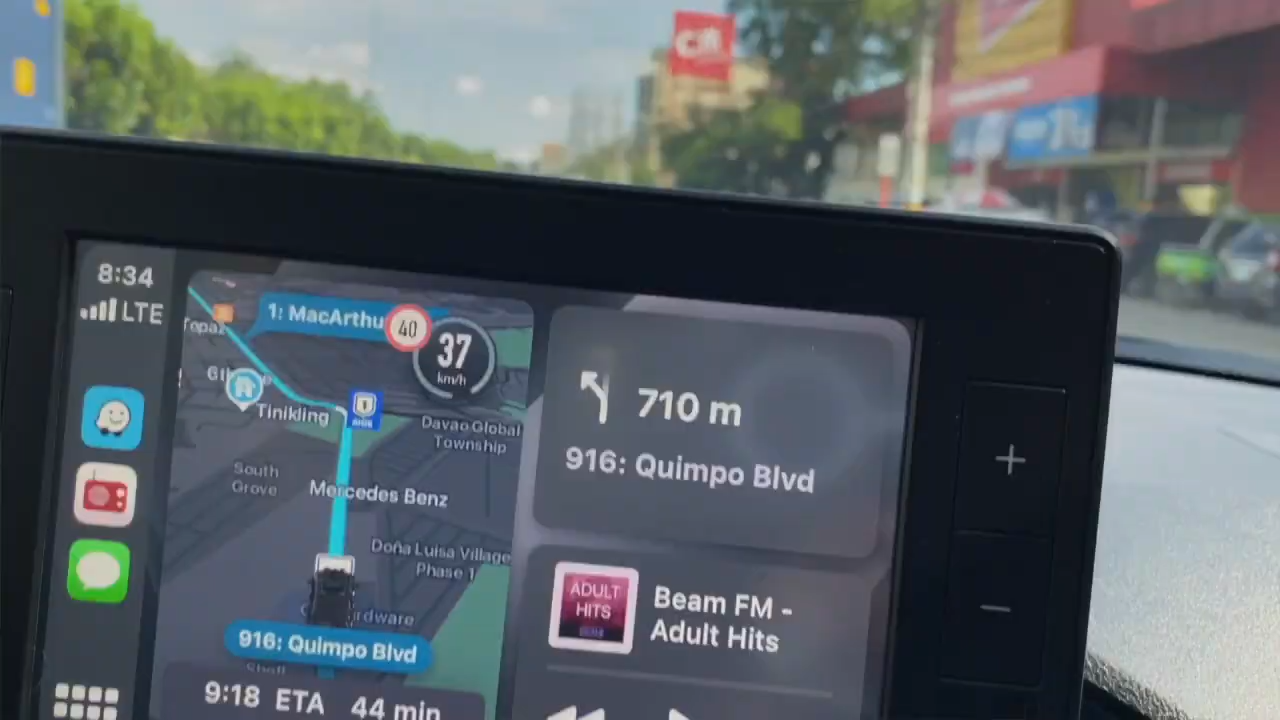 8:34
LTE
1: MacArthu
40
37
km/h
Topaz
Tinikling
Davao Global
Township
South
Grove
Mercedes Benz
Doña Luisa Village
Phase 1
rdware
916: Quimpo Blvd
9:18 ETA 44 min
710 m
916: Quimpo Blvd
ADULT
HITS
Beam FM -
Adult Hits
+
−